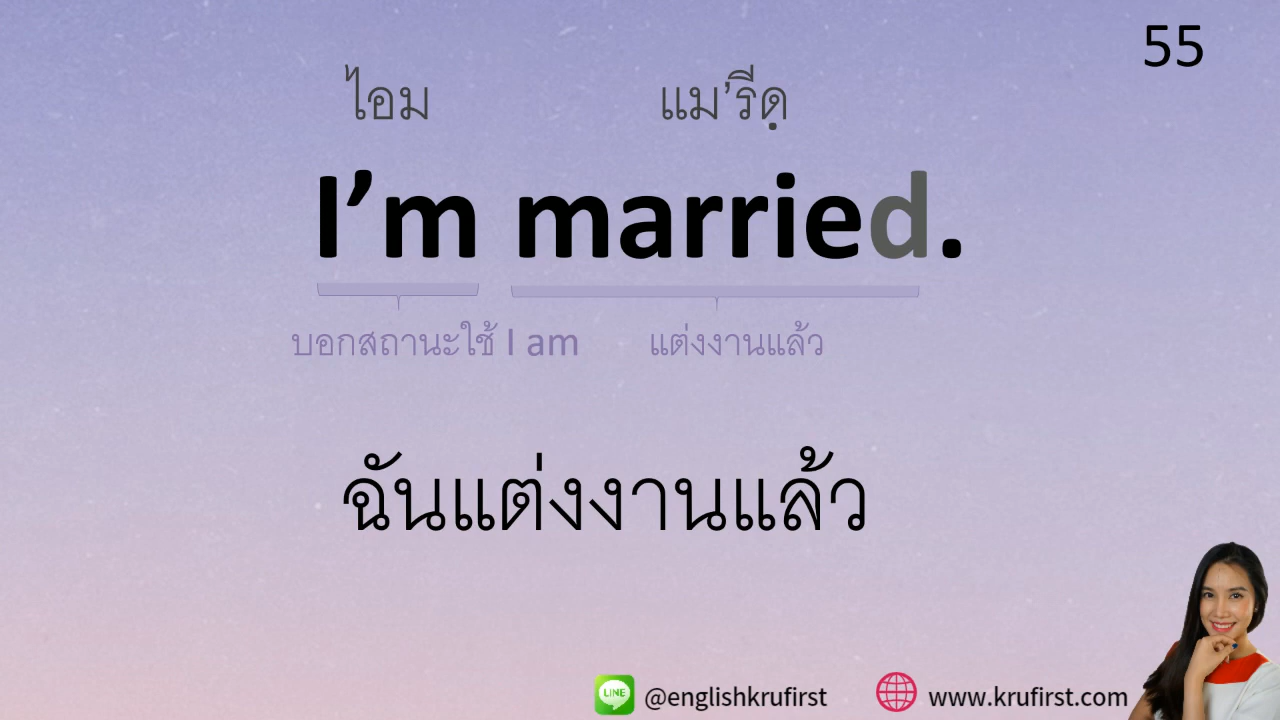 55
ไอม แม'รีดฺ
I'm married.
บอกสถานะใช้ I am แต่งงานแล้ว
ฉันแต่งงานแล้ว
LINE @englishkrufirst www.krufirst.com